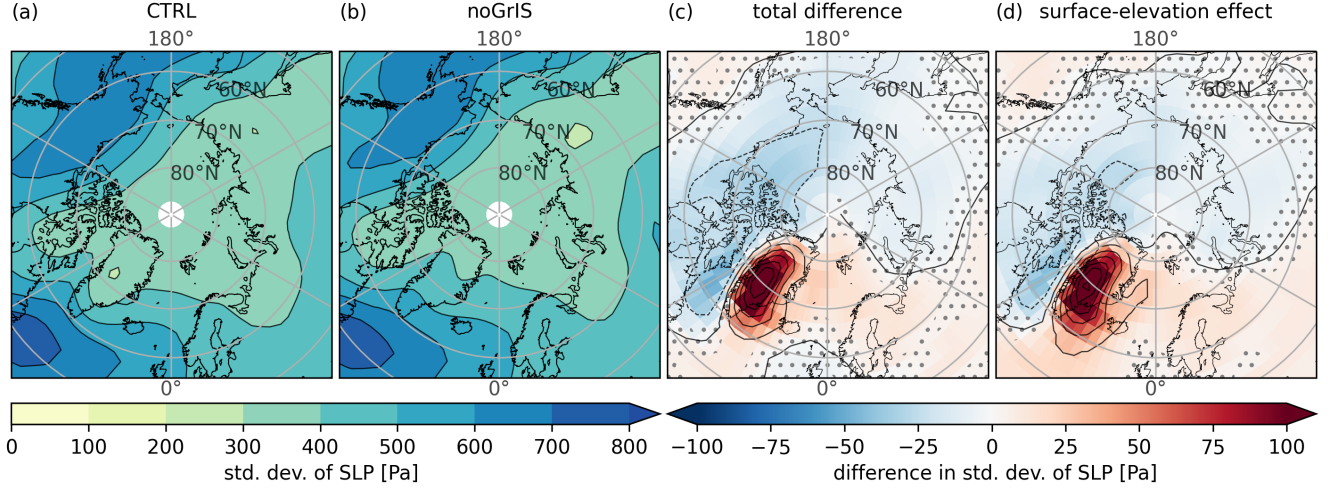 (a) CTRL
(b) noGrIS
(c) total difference
(d) surface-elevation effect
180° 180° 180° 180°
60°N 60°N 60°N 60°N
70°N 70°N 70°N 70°N
80°N 80°N 80°N 80°N
0° 0° 0° 0°
0 100 200 300 400 500 600 700 800
std. dev. of SLP [Pa]
−100 −75 −50 −25 0 25 50 75 100
difference in std. dev. of SLP [Pa]